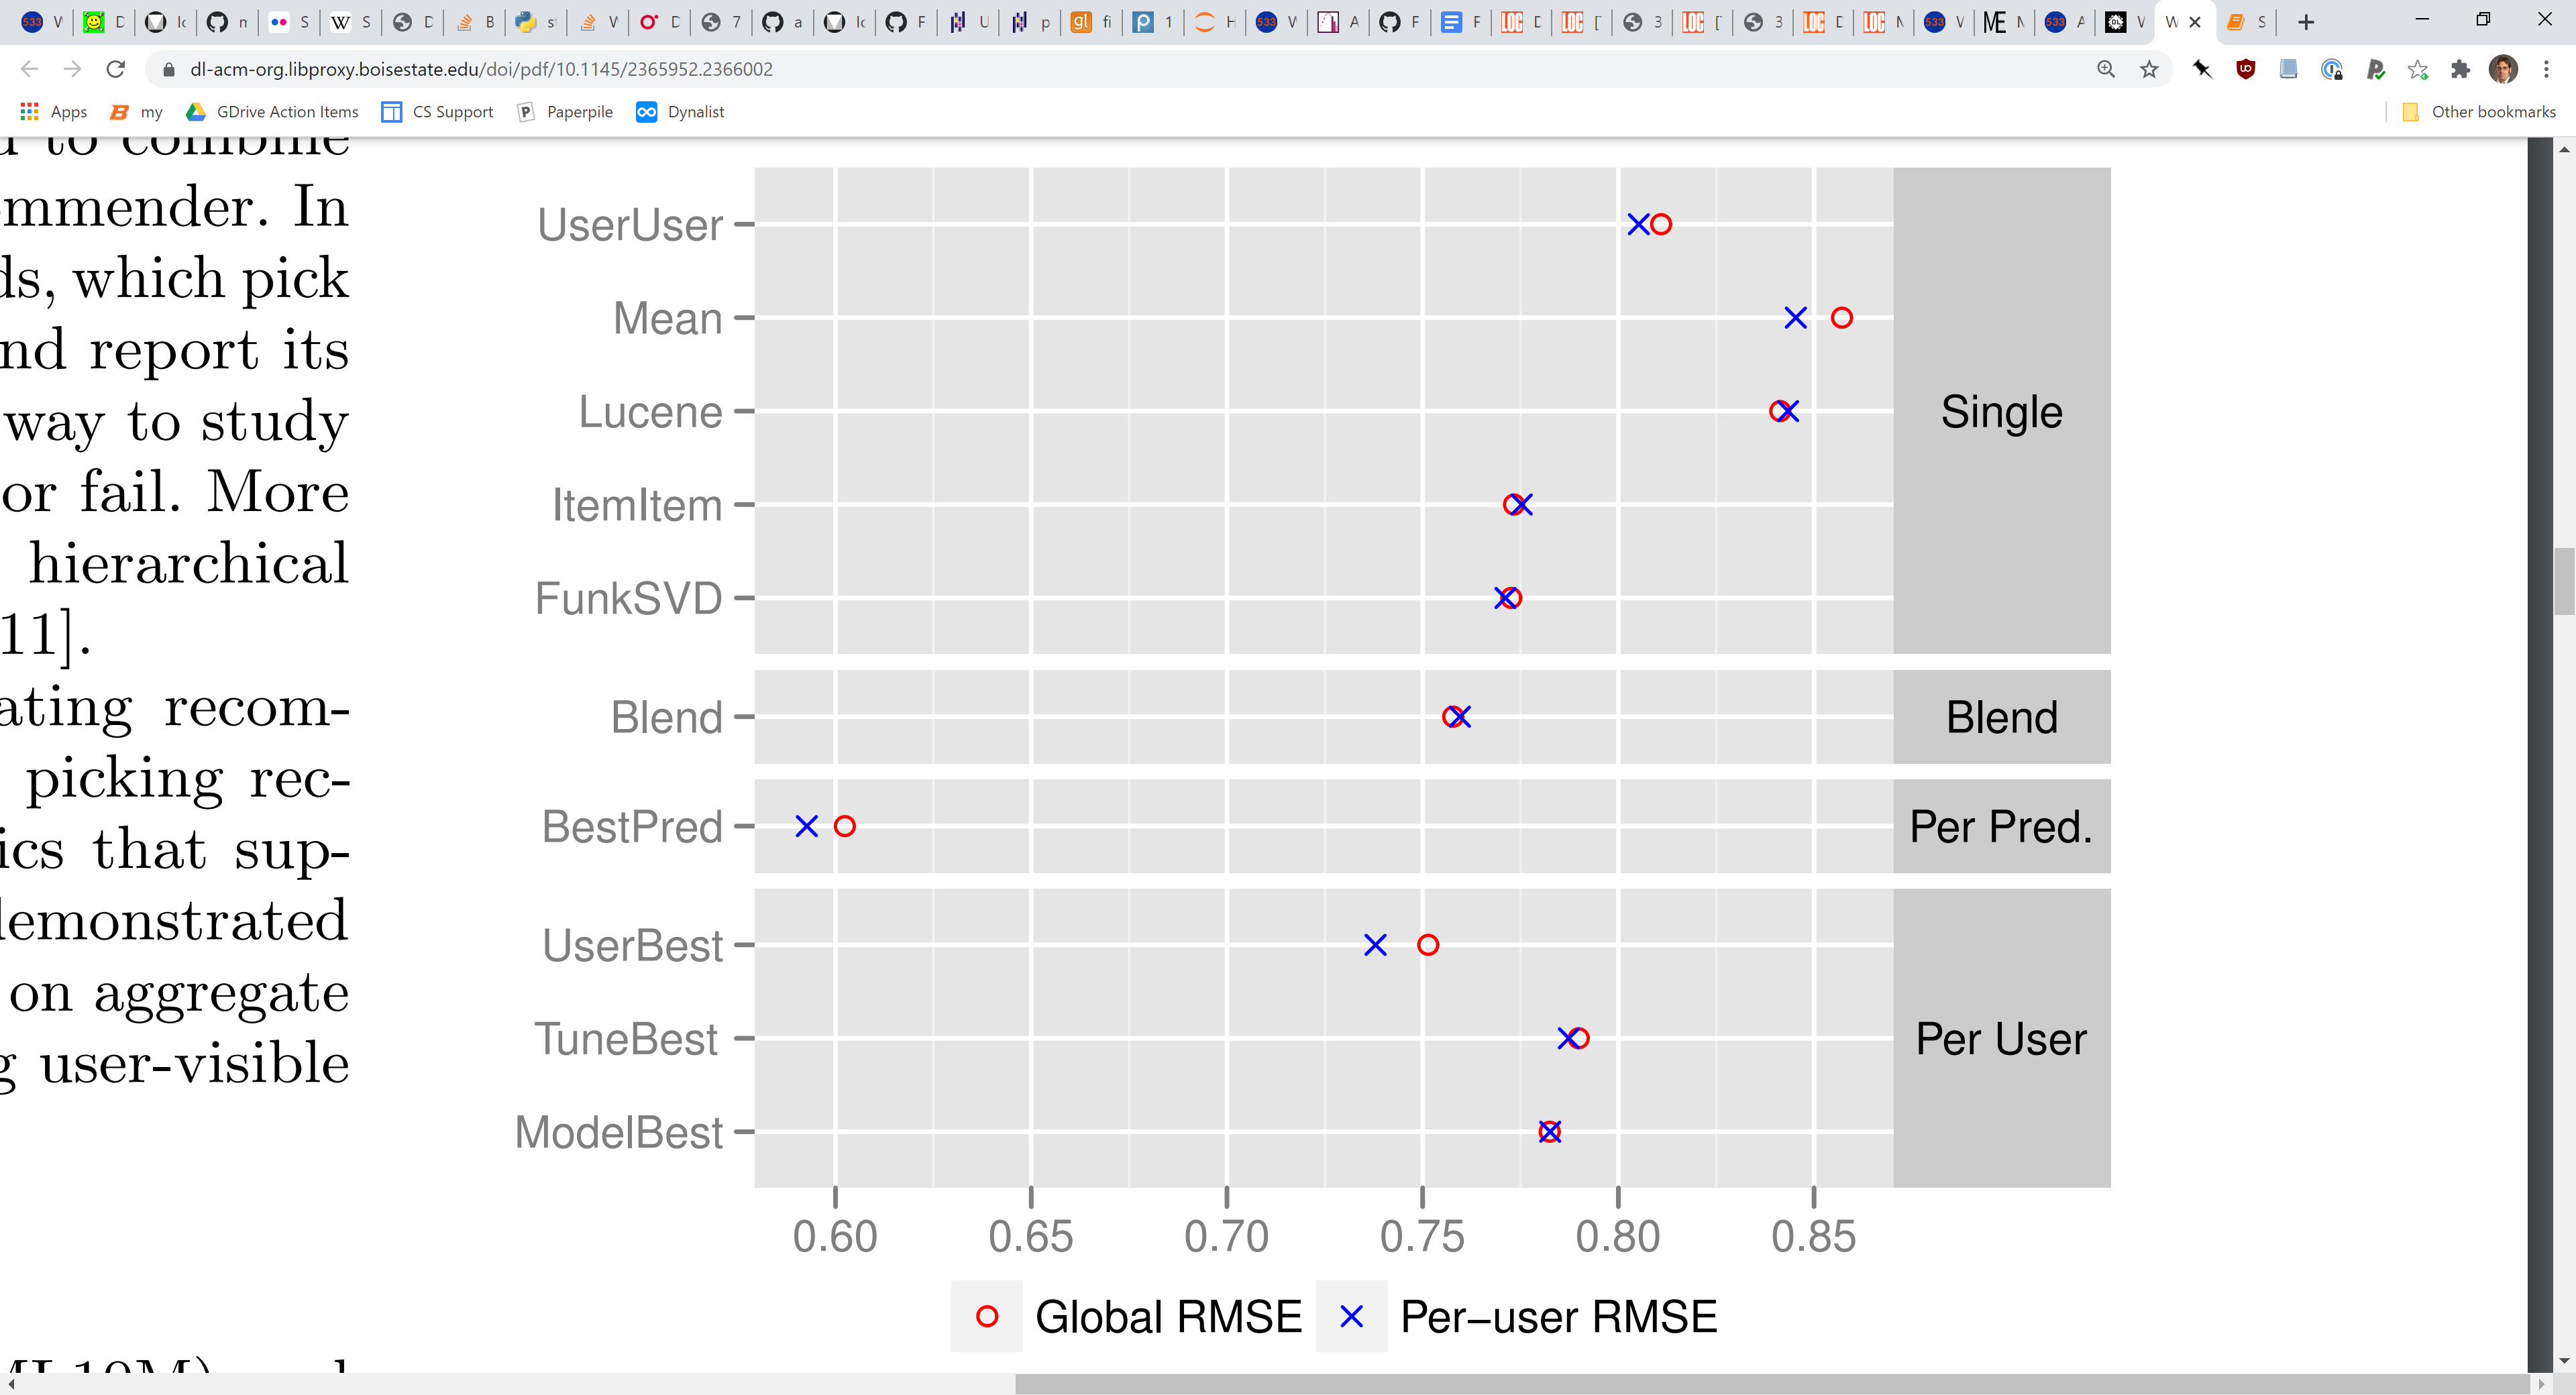 dl-acm-org.libproxy.boisestate.edu/doi/pdf/10.1145/2365952.2366002
Apps my GDrive Action Items CS Support Paperpile Dynalist Other bookmarks
to combine
ommender. In
ds, which pick
nd report its
way to study
or fail. More
hierarchical
11].
ating recom-
picking rec-
ics that sup-
demonstrated
on aggregate
g user-visible
UserUser
Mean
Lucene
ItemItem
FunkSVD
Single
Blend
Blend
BestPred
Per Pred.
UserBest
TuneBest
ModelBest
Per User
0.60 0.65 0.70 0.75 0.80 0.85
Global RMSE Per-user RMSE